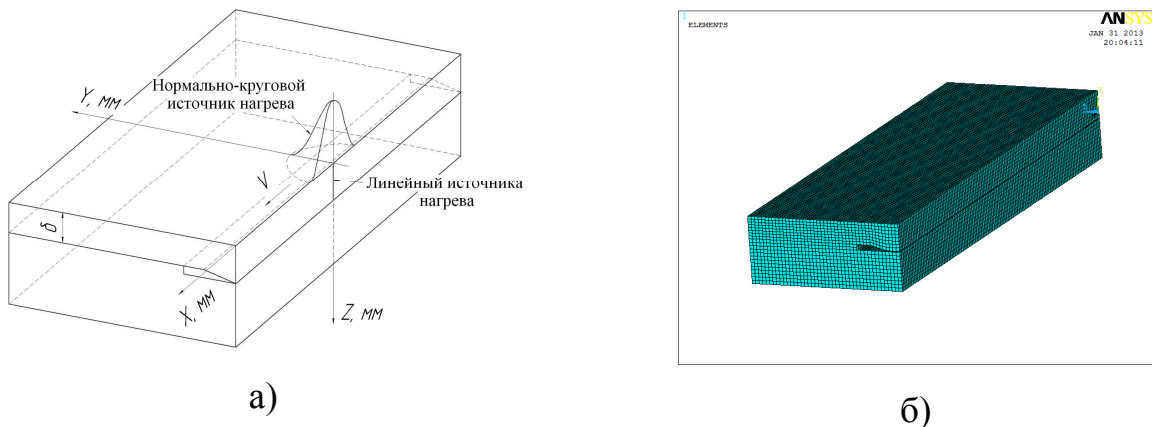 Нормально-круговой
источник нагрева
Y, мм
V
Линейный источника
нагрева
δ
X, мм
Z, мм
а)
1
ELEMENTS
ANSYS
JAN 31 2013
20:04:11
б)